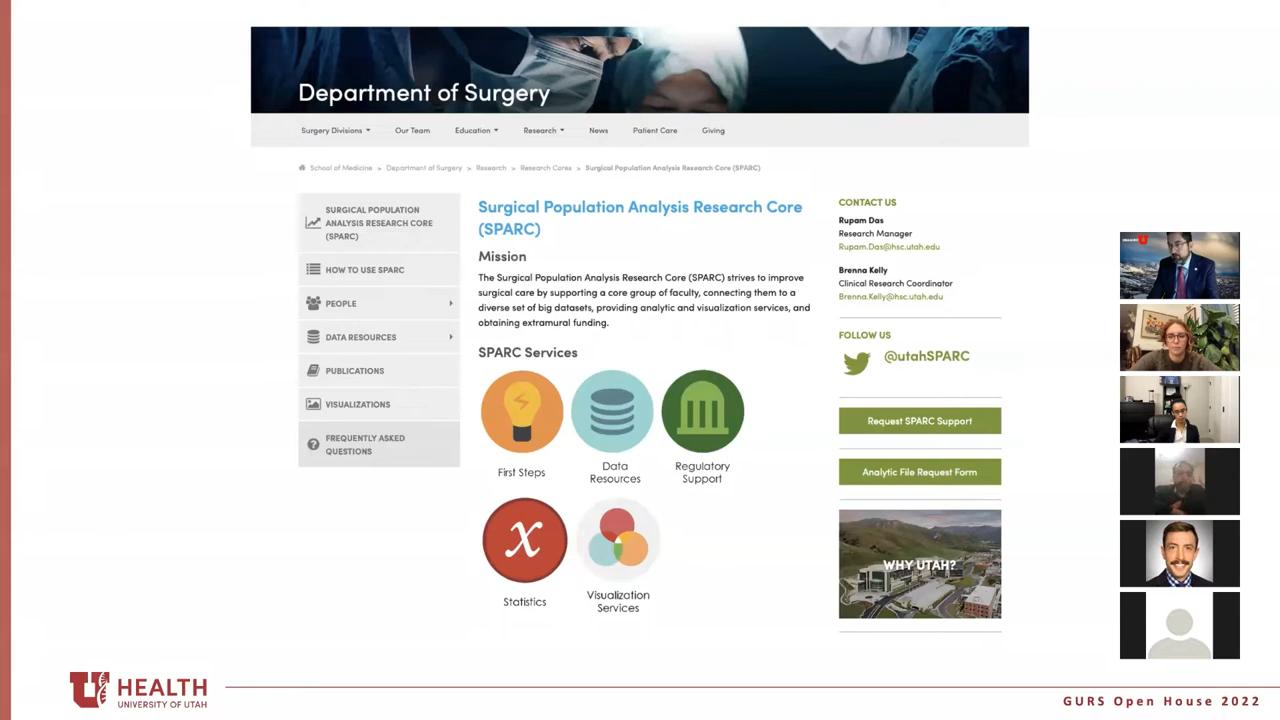 Department of Surgery
Surgery Divisions
Our Team
Education
Research
News
Patient Care
Giving
School of Medicine > Department of Surgery > Research > Research Cores > Surgical Population Analysis Research Core (SPARC)
SURGICAL POPULATION
ANALYSIS RESEARCH CORE
(SPARC)
HOW TO USE SPARC
PEOPLE
DATA RESOURCES
PUBLICATIONS
VISUALIZATIONS
FREQUENTLY ASKED
QUESTIONS
Surgical Population Analysis Research Core
(SPARC)
Mission
The Surgical Population Analysis Research Core (SPARC) strives to improve
surgical care by supporting a core group of faculty, connecting them to a
diverse set of big datasets, providing analytic and visualization services, and
obtaining extramural funding.
SPARC Services
First Steps
Data
Resources
Regulatory
Support
x
Statistics
Visualization
Services
CONTACT US
Rupam Das
Research Manager
Rupam.Das@hsc.utah.edu
Brenna Kelly
Clinical Research Coordinator
Brenna.Kelly@hsc.utah.edu
FOLLOW US
@utahSPARC
Request SPARC Support
Analytic File Request Form
WHY UTAH?
U HEALTH
UNIVERSITY OF UTAH
GURS Open House 2022